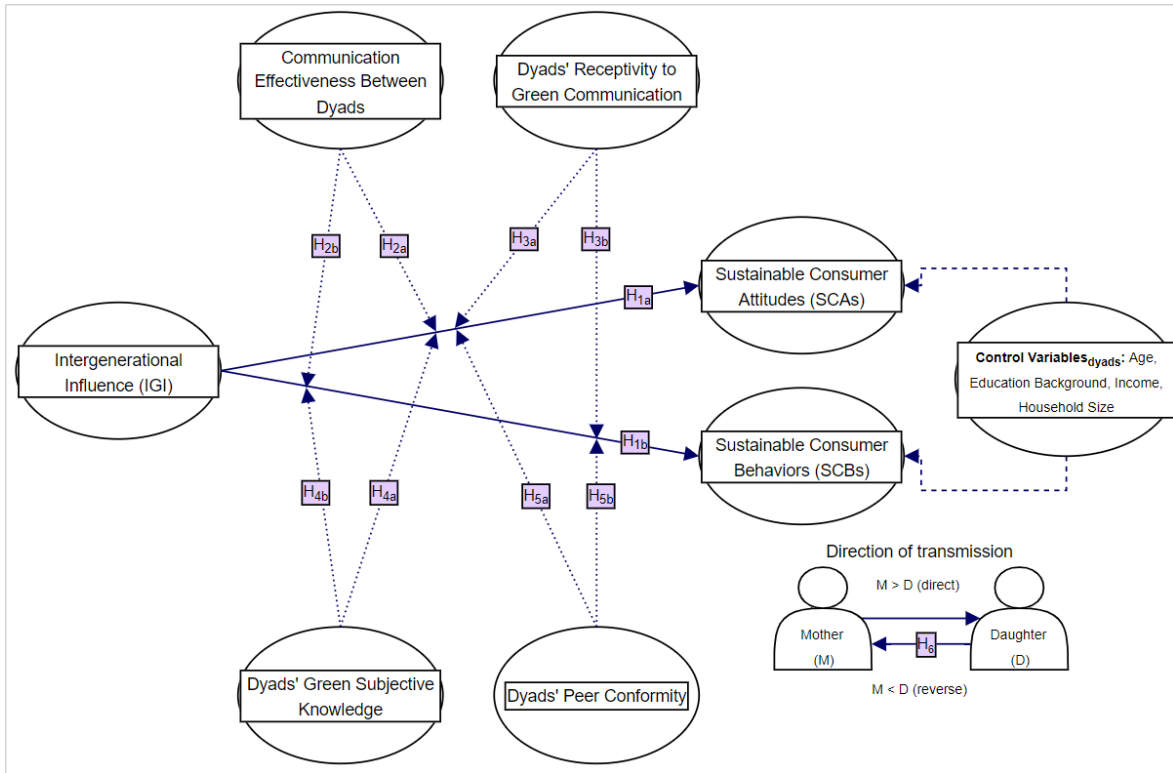 Communication
Effectiveness Between
Dyads
Dyads' Receptivity to
Green Communication
H2b
H2a
H3a
H3b
Sustainable Consumer
Attitudes (SCAs)
H1a
Intergenerational
Influence (IGI)
Control Variablesdyads: Age,
Education Background, Income,
Household Size
H1b
Sustainable Consumer
Behaviors (SCBs)
H4b
H4a
H5a
H5b
Direction of transmission
M > D (direct)
Mother
(M)
H6
Daughter
(D)
M < D (reverse)
Dyads' Green Subjective
Knowledge
Dyads' Peer Conformity